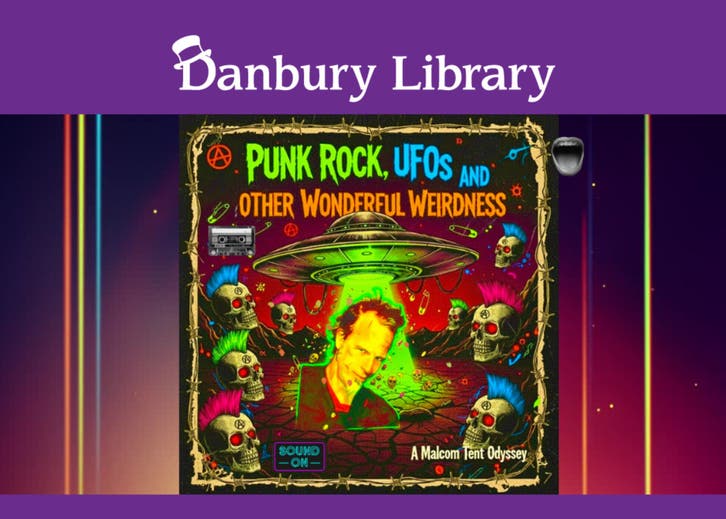 Danbury Library
PUNK ROCK, UFOs AND
OTHER WONDERFUL WEIRDNESS
SOUND
ON
A Malcom Tent Odyssey